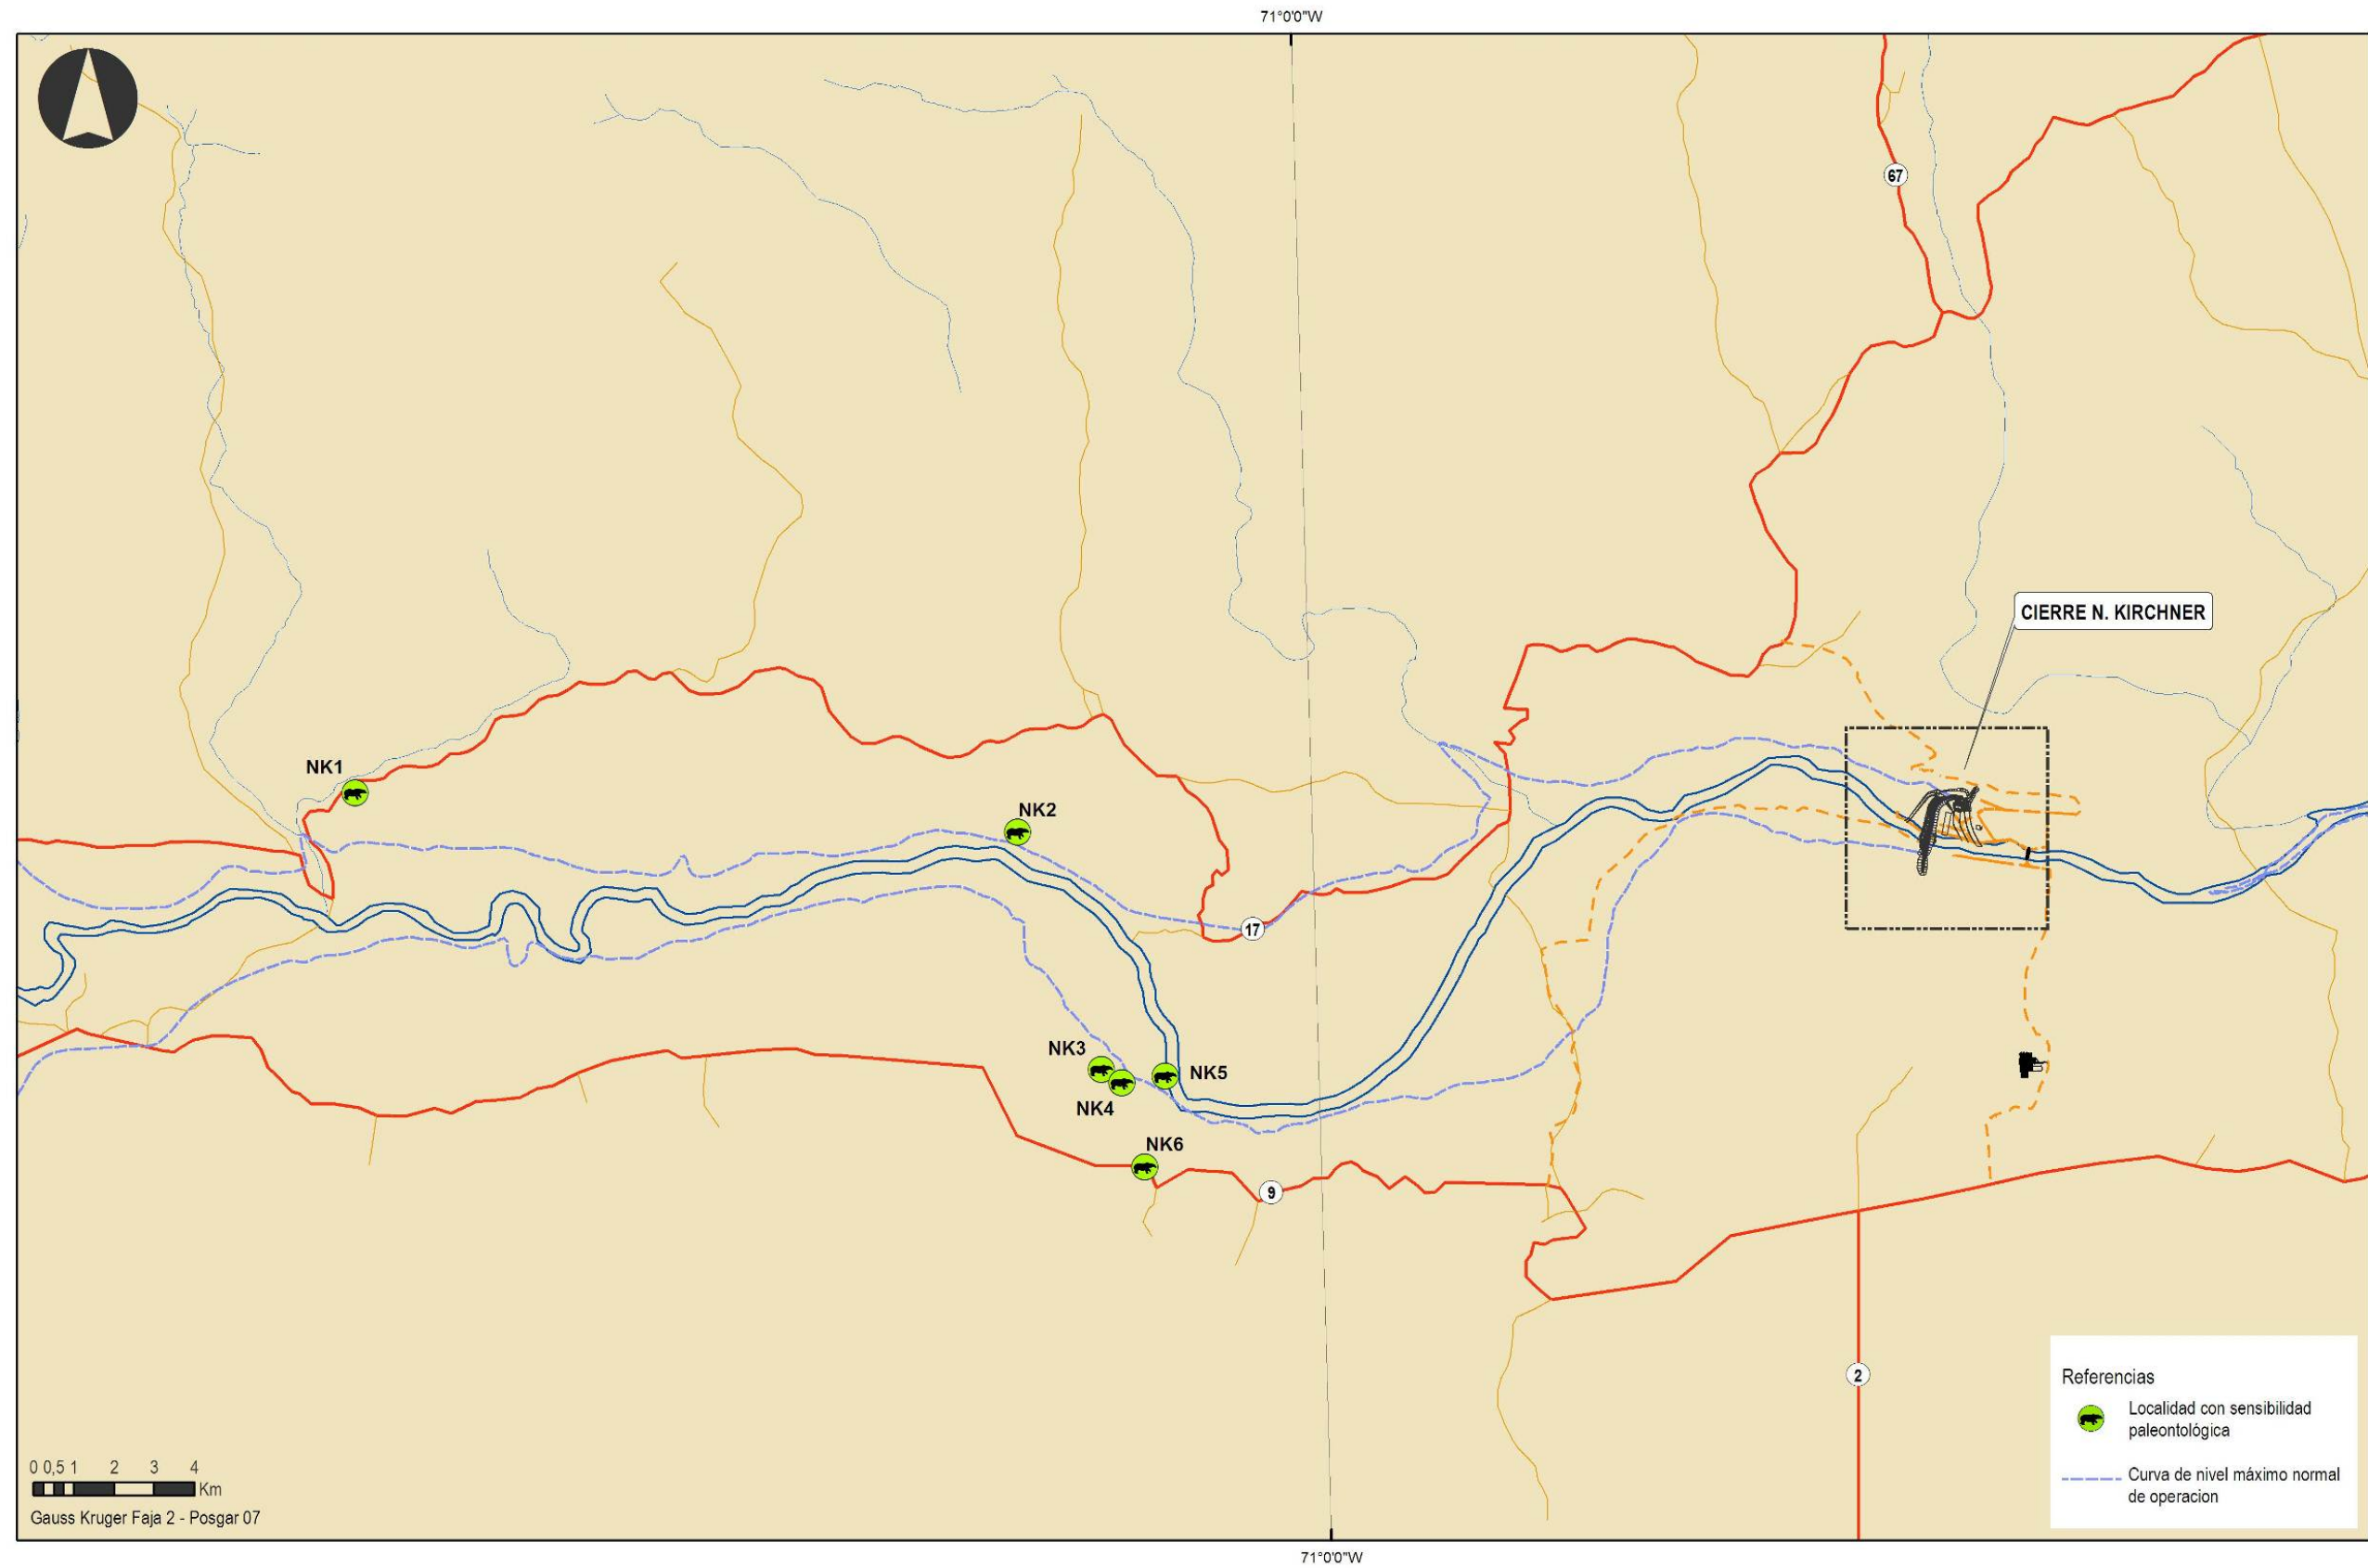 71°0'0"W
67
CIERRE N. KIRCHNER
NK1
NK2
17
NK3
NK5
NK4
NK6
9
2
Referencias
Localidad con sensibilidad
paleontológica
Curva de nivel máximo normal
de operacion
0 0,5 1 2 3 4
Km
Gauss Kruger Faja 2 - Posgar 07
71°0'0"W